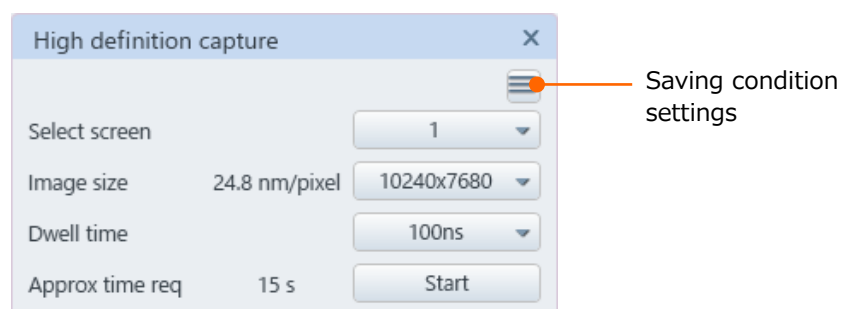 High definition capture
Saving condition
settings
Select screen 1
Image size 24.8 nm/pixel 10240x7680
Dwell time 100ns
Approx time req 15 s Start